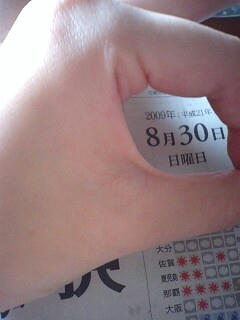 2009年(平成21年
8月30日
日曜日
大分
佐賀
鹿児島
那覇
大阪